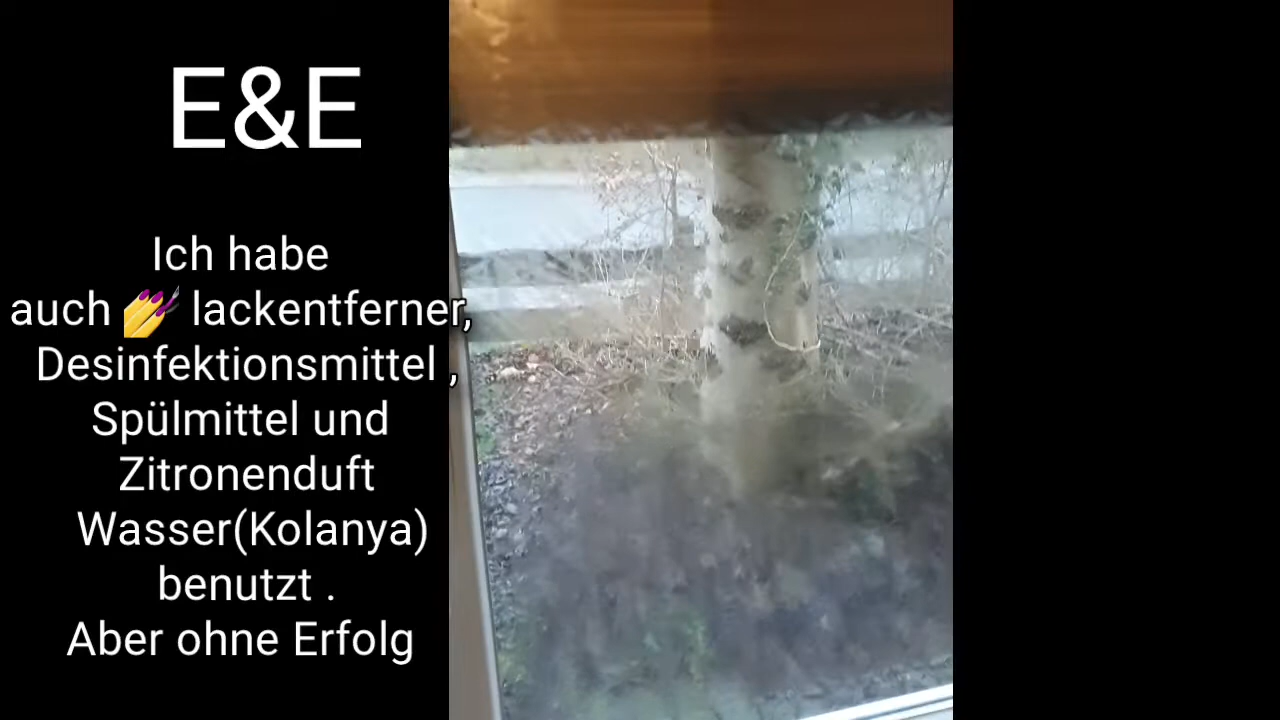 E&E
Ich habe
auch 💅 lackentferner,
Desinfektionsmittel ,
Spülmittel und
Zitronenduft
Wasser(Kolanya)
benutzt .
Aber ohne Erfolg